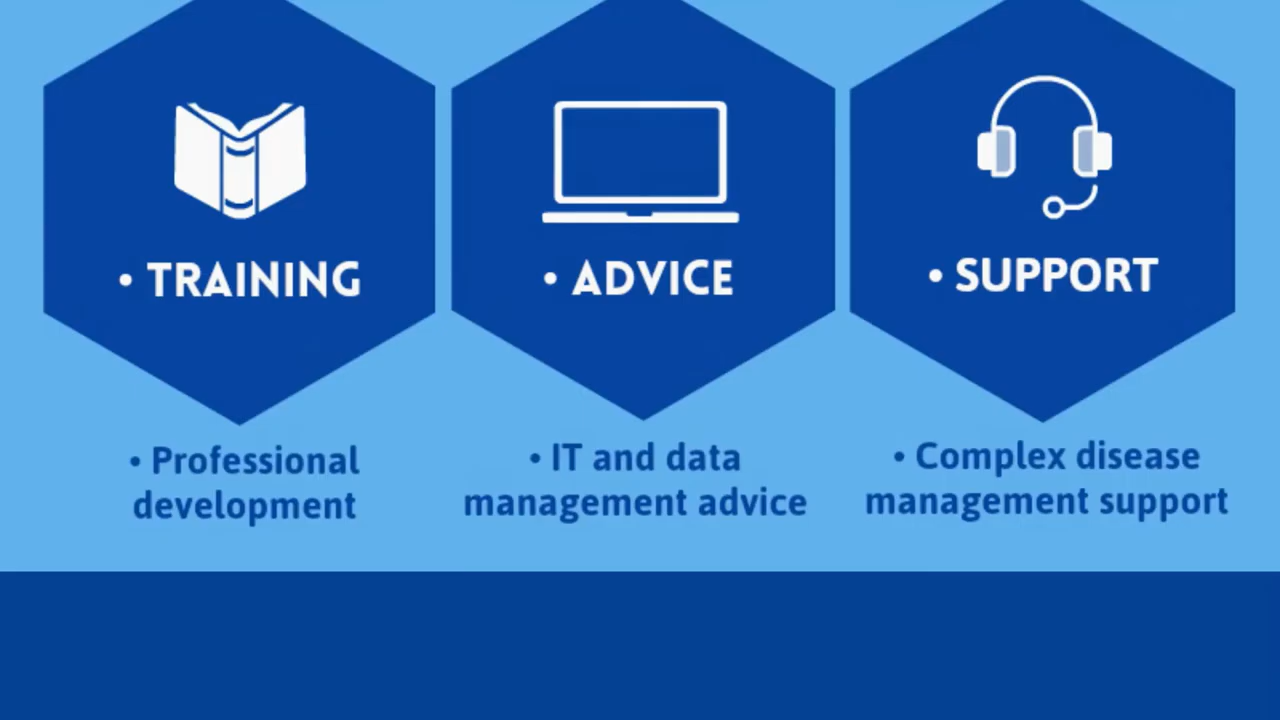 • TRAINING
• ADVICE
• SUPPORT
• Professional
development
• IT and data
management advice
• Complex disease
management support